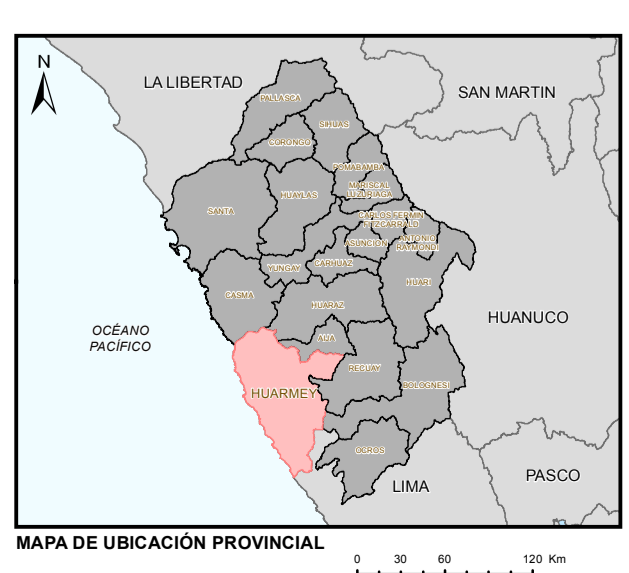 N
LA LIBERTAD
SAN MARTIN
PALLASCA
SIHUAS
CORONGO
POMABAMBA
MARISCAL
LUZURIAGA
HUAYLAS
SANTA
CARLOS FERMIN
FITZCARRALD
ASUNCION
ANTONIO
RAYMONDI
YUNGAY
CARHUAZ
HUARI
CASMA
HUARAZ
HUANUCO
OCÉANO
PACÍFICO
AIJA
RECUAY
BOLOGNESI
HUARMEY
OCROS
PASCO
LIMA
MAPA DE UBICACIÓN PROVINCIAL
0 30 60 120 Km